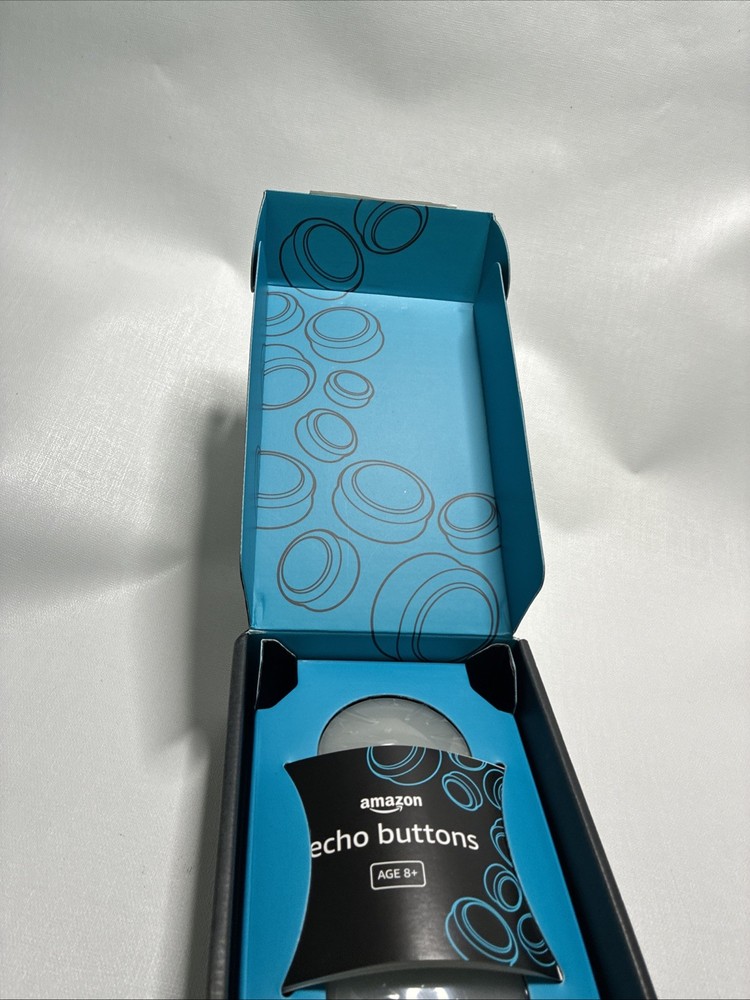 amazon
echo buttons
AGE 8+